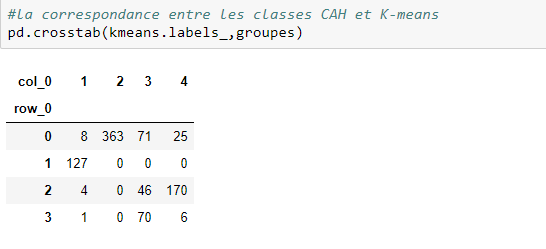 #la correspondance entre les classes CAH et K-means
pd.crosstab(kmeans.labels_,groupes)
col_0 1 2 3 4
row_0
0 8 363 71 25
1 127 0 0 0
2 4 0 46 170
3 1 0 70 6